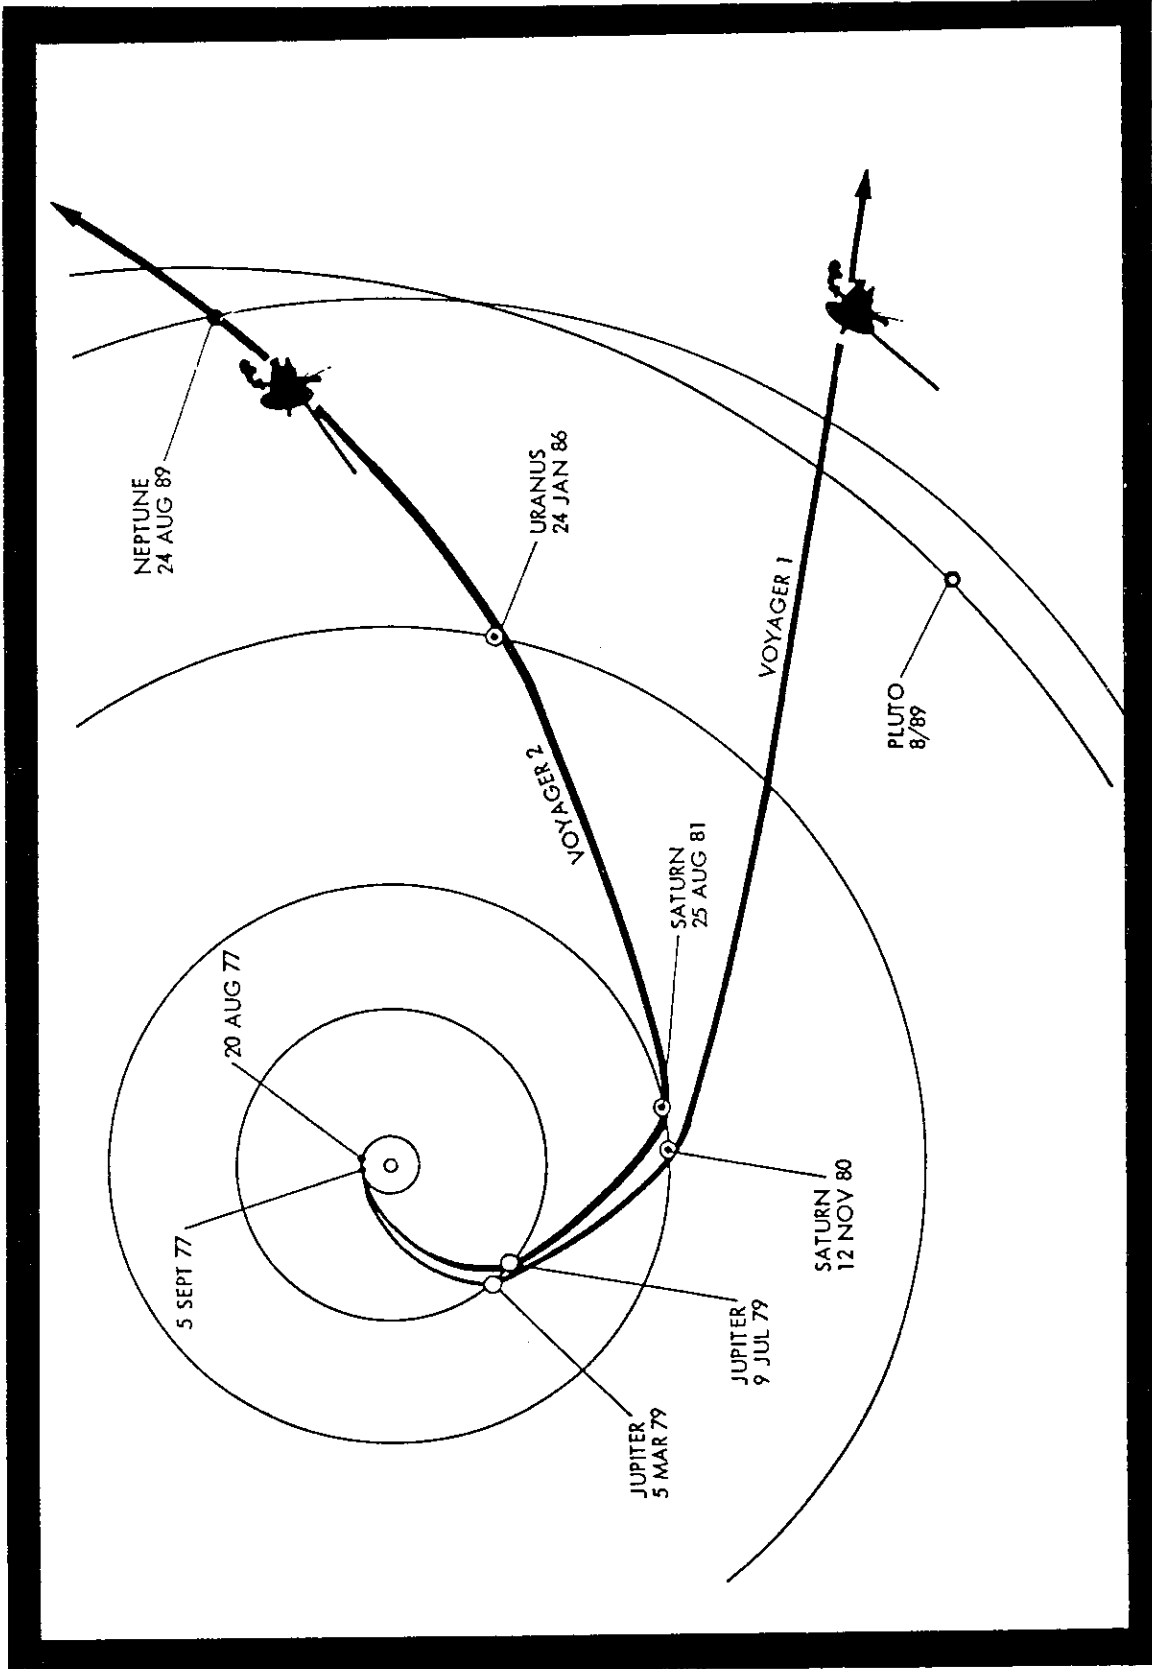 NEPTUNE
24 AUG 89
URANUS
24 JAN 86
20 AUG 77
VOYAGER 2
5 SEPT 77
SATURN
25 AUG 81
VOYAGER 1
JUPITER
5 MAR 79
JUPITER
9 JUL 79
SATURN
12 NOV 80
PLUTO
8/89